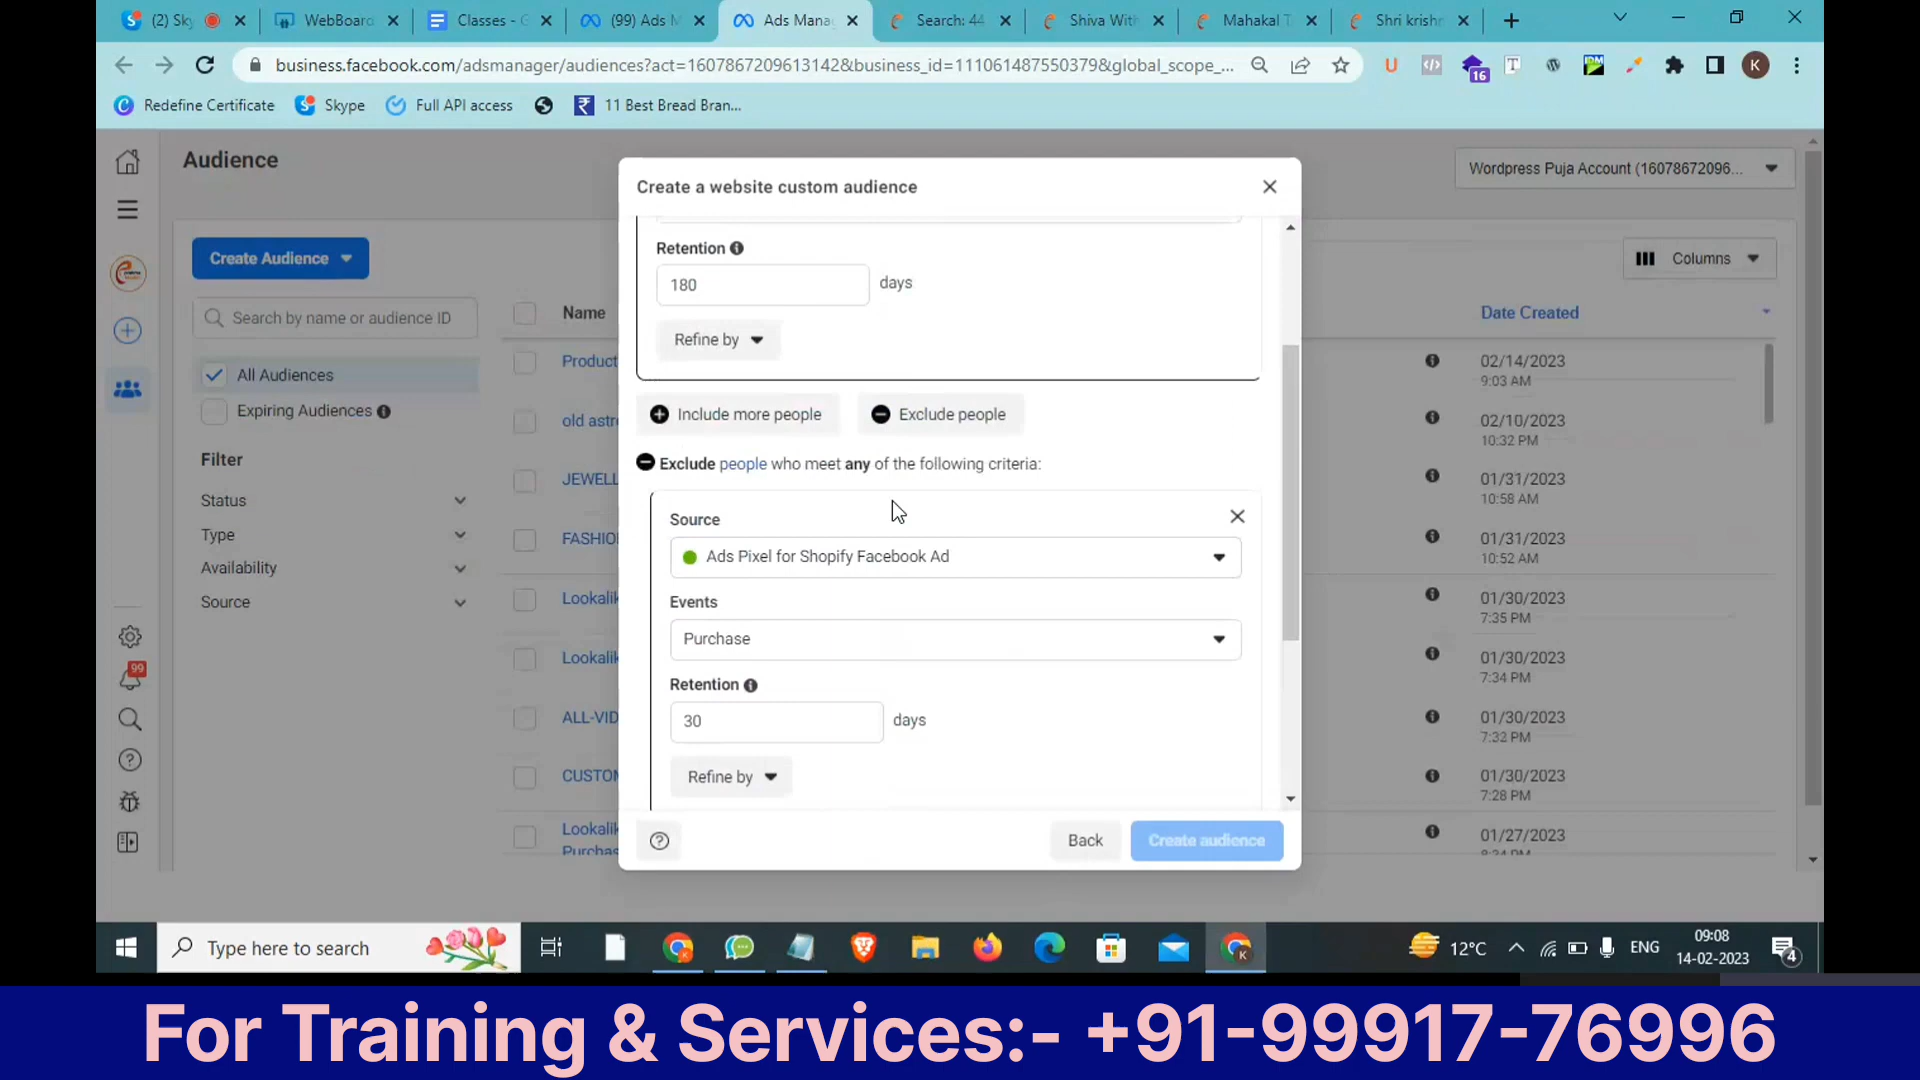 (2) Sky
WebBoard
Classes - G
(99) Ads M
Ads Mana
Search: 44
Shiva With
Mahakal T
Shri krish
business.facebook.com/adsmanager/audiences?act=1607867209613142&business_id=111061487550379&global_scope_...
U
16
T
K
Redefine Certificate
Skype
Full API access
11 Best Bread Bran...
Audience
Wordpress Puja Account (16078672096...
Create Audience
Columns
Search by name or audience ID
Name
Date Created
All Audiences
Expiring Audiences
Filter
Status
Type
Availability
Source
99
Product
02/14/2023
9:03 AM
old astr
02/10/2023
10:32 PM
JEWELL
01/31/2023
10:58 AM
FASHIO
01/31/2023
10:52 AM
Lookalik
01/30/2023
7:35 PM
Lookalik
01/30/2023
7:34 PM
ALL-VID
01/30/2023
7:32 PM
CUSTOM
01/30/2023
7:28 PM
Lookalik
Purchas
01/27/2023
8:34 PM
Create a website custom audience
Retention
180
days
Refine by
Include more people
Exclude people
Exclude people who meet any of the following criteria:
Source
Ads Pixel for Shopify Facebook Ad
Events
Purchase
Retention
30
days
Refine by
Back
Create audience
Type here to search
12°C
ENG
09:08
14-02-2023
4
For Training & Services:- +91-99917-76996